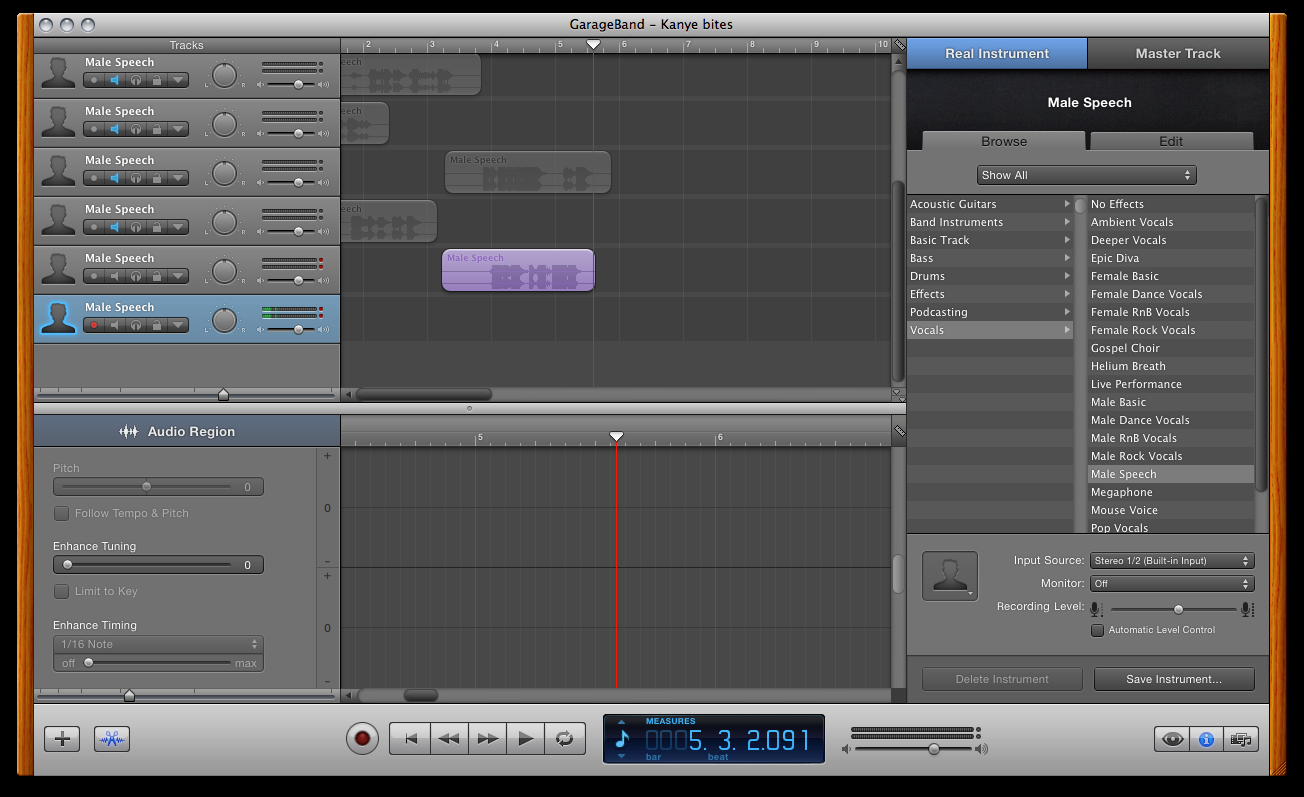 GarageBand – Kanye bites
Tracks
2 3 4 5 6 7 8 9 10
Real Instrument
Master Track
Male Speech
L R
Male Speech
L R
Male Speech
L R
Male Speech
L R
Male Speech
L R
Male Speech
L R
eech
eech
Male Speech
eech
Male Speech
Male Speech
Browse
Edit
Show All
Acoustic Guitars
Band Instruments
Basic Track
Bass
Drums
Effects
Podcasting
Vocals
No Effects
Ambient Vocals
Deeper Vocals
Epic Diva
Female Basic
Female Dance Vocals
Female RnB Vocals
Female Rock Vocals
Gospel Choir
Helium Breath
Live Performance
Male Basic
Male Dance Vocals
Male RnB Vocals
Male Rock Vocals
Male Speech
Megaphone
Mouse Voice
Pop Vocals
Audio Region
5 6
Pitch
0
Follow Tempo & Pitch
Enhance Tuning
0
Limit to Key
Enhance Timing
1/16 Note
off max
+
0
-
+
0
-
Input Source: Stereo 1/2 (Built-in Input)
Monitor: Off
Recording Level:
Automatic Level Control
Delete Instrument
Save Instrument...
MEASURES
0005. 3. 2.091
bar beat